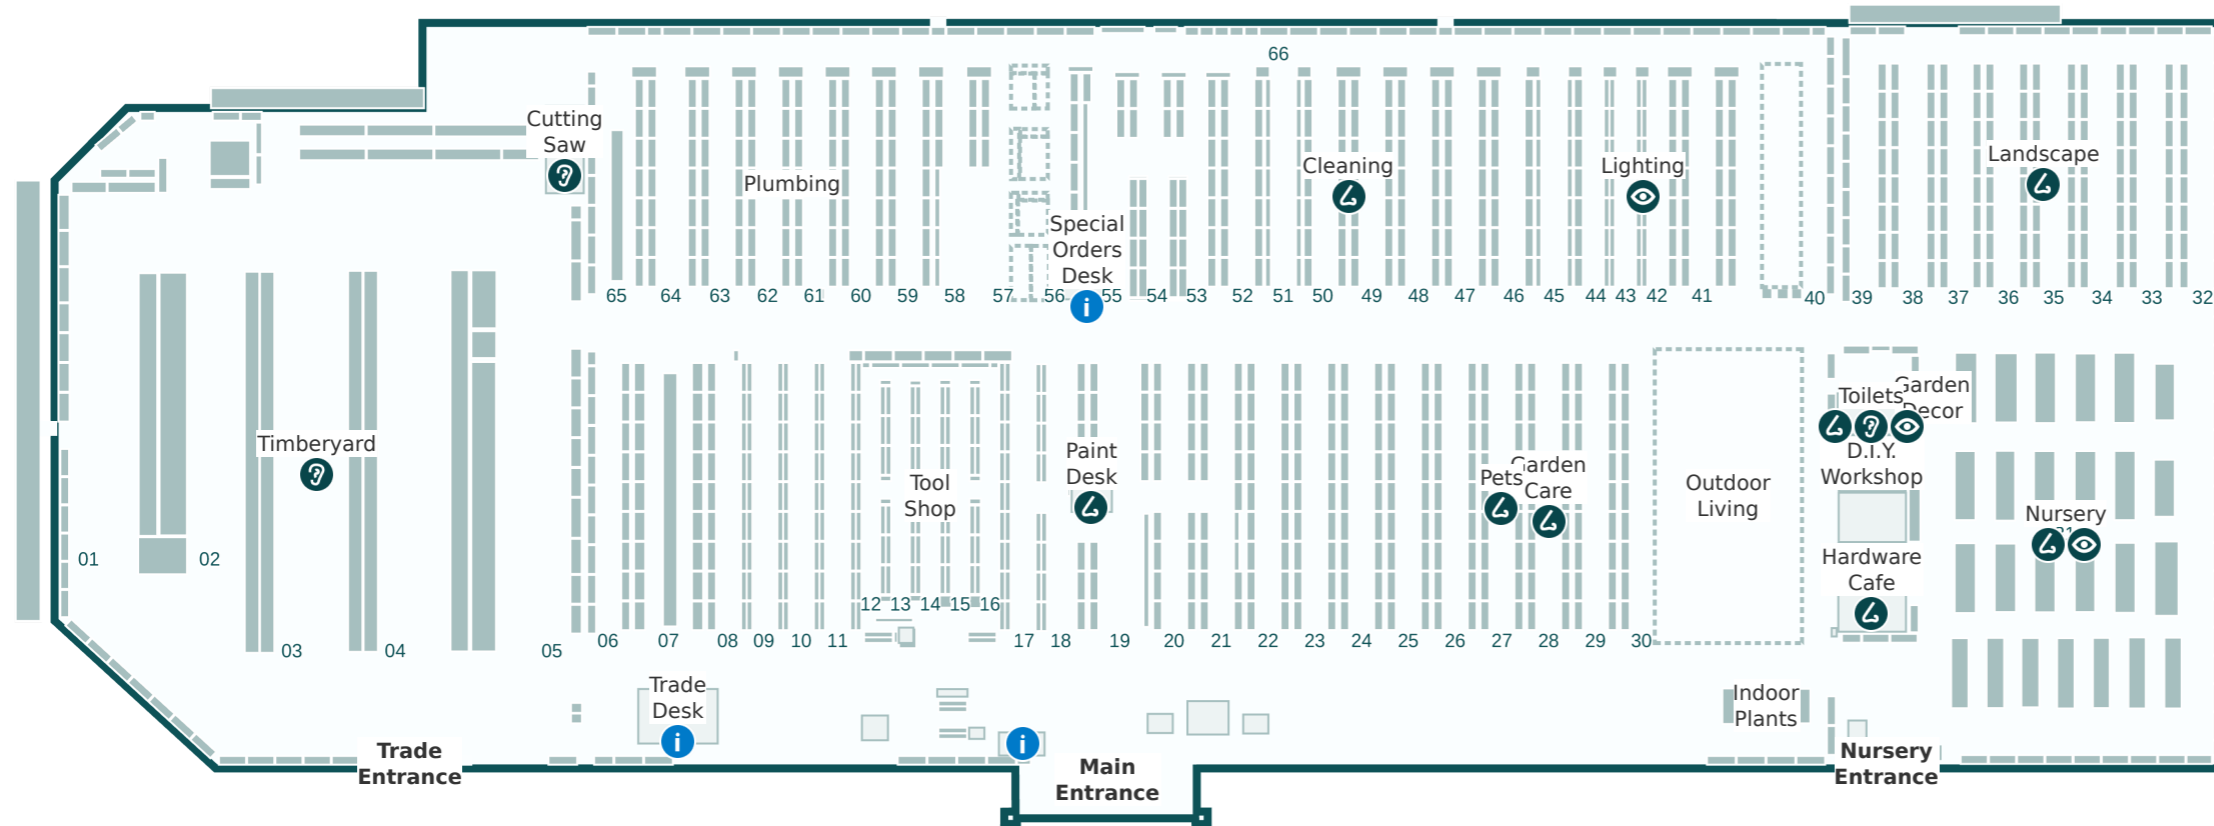 66
Cutting
Saw
Plumbing
Cleaning
Lighting
Landscape
Special
Orders
Desk
65 64 63 62 61 60 59 58 57 56 55 54 53 52 51 50 49 48 47 46 45 44 43 42 41 40 39 38 37 36 35 34 33 32
Timberyard
Tool
Shop
Paint
Desk
Pets
Garden
Care
Outdoor
Living
Toilets
Garden
Decor
D.I.Y.
Workshop
Nursery
Hardware
Cafe
01 02
12 13 14 15 16
03 04 05 06 07 08 09 10 11 17 18 19 20 21 22 23 24 25 26 27 28 29 30
Trade
Desk
Indoor
Plants
Trade
Entrance
Main
Entrance
Nursery
Entrance